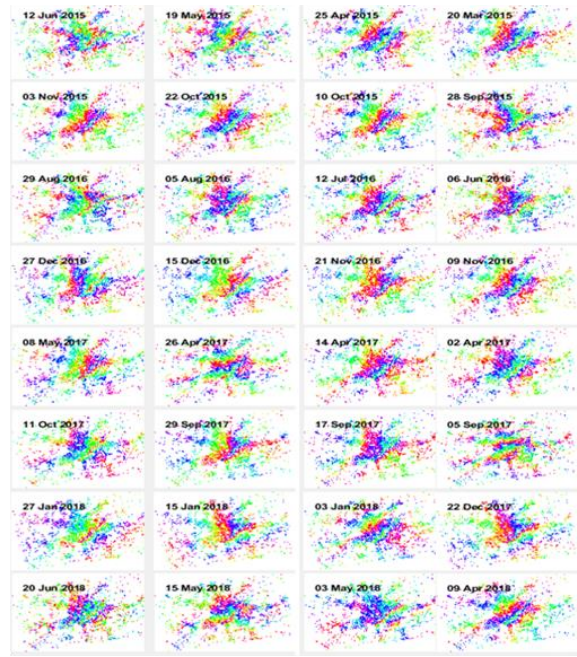 12 Jun 2015 19 May 2015 25 Apr 2015 20 Mar 2015
03 Nov 2015 22 Oct 2015 10 Oct 2015 28 Sep 2015
29 Aug 2016 05 Aug 2016 12 Jul 2016 06 Jun 2016
27 Dec 2016 15 Dec 2016 21 Nov 2016 09 Nov 2016
08 May 2017 26 Apr 2017 14 Apr 2017 02 Apr 2017
11 Oct 2017 29 Sep 2017 17 Sep 2017 05 Sep 2017
27 Jan 2018 15 Jan 2018 03 Jan 2018 22 Dec 2017
20 Jun 2018 15 May 2018 03 May 2018 09 Apr 2018